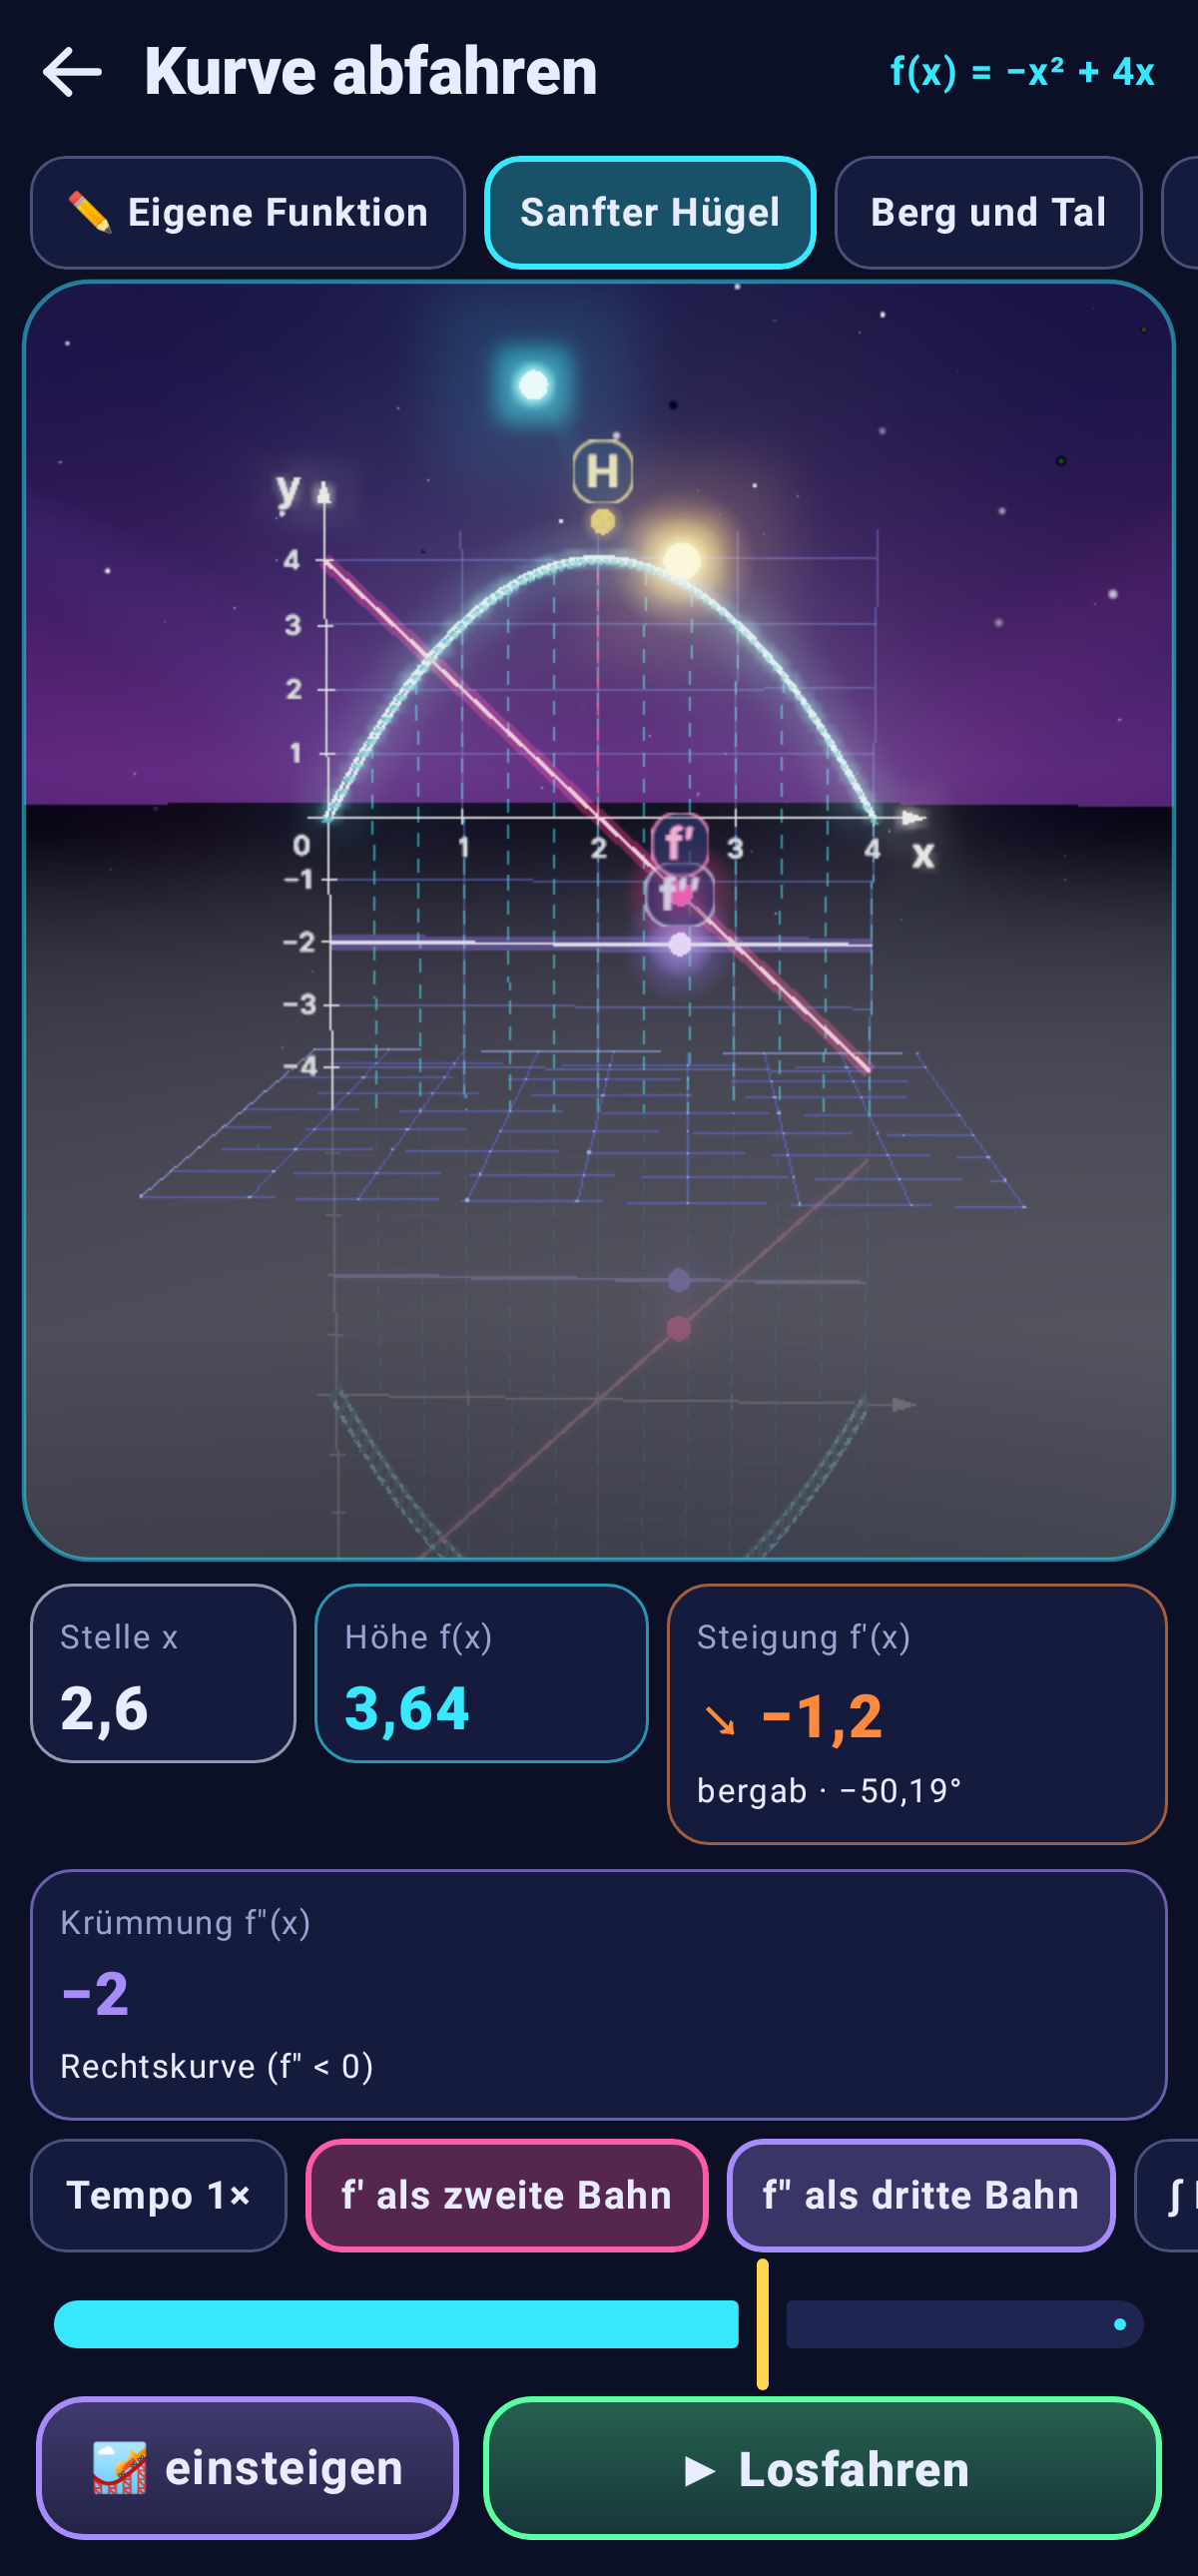 Kurve abfahren
f(x) = −x² + 4x
✏️ Eigene Funktion
Sanfter Hügel
Berg und Tal
H
y
4
3
2
1
0
1
2
3
4
x
f'
f''
−1
−2
−3
−4
Stelle x
2,6
Höhe f(x)
3,64
Steigung f'(x)
↘ −1,2
bergab · −50,19°
Krümmung f"(x)
−2
Rechtskurve (f" < 0)
Tempo 1×
f' als zweite Bahn
f" als dritte Bahn
∫
🎢 einsteigen
► Losfahren